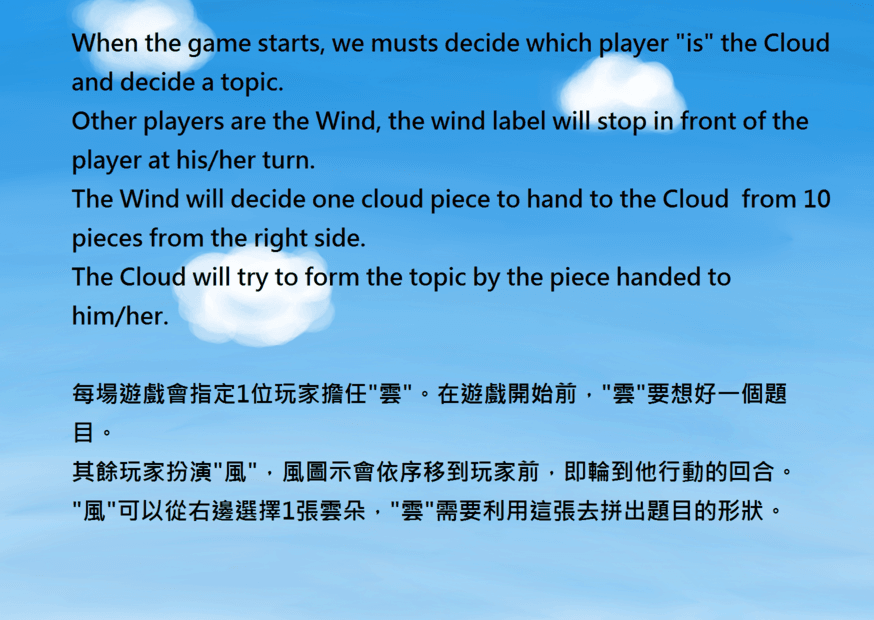 When the game starts, we musts decide which player "is" the Cloud
and decide a topic.
Other players are the Wind, the wind label will stop in front of the
player at his/her turn.
The Wind will decide one cloud piece to hand to the Cloud  from 10
pieces from the right side.
The Cloud will try to form the topic by the piece handed to
him/her.
每場遊戲會指定1位玩家擔任"雲"。在遊戲開始前，"雲"要想好一個題
目。
其餘玩家扮演"風"，風圖示會依序移到玩家前，即輪到他行動的回合。
"風"可以從右邊選擇1張雲朵，"雲"需要利用這張去拼出題目的形狀。